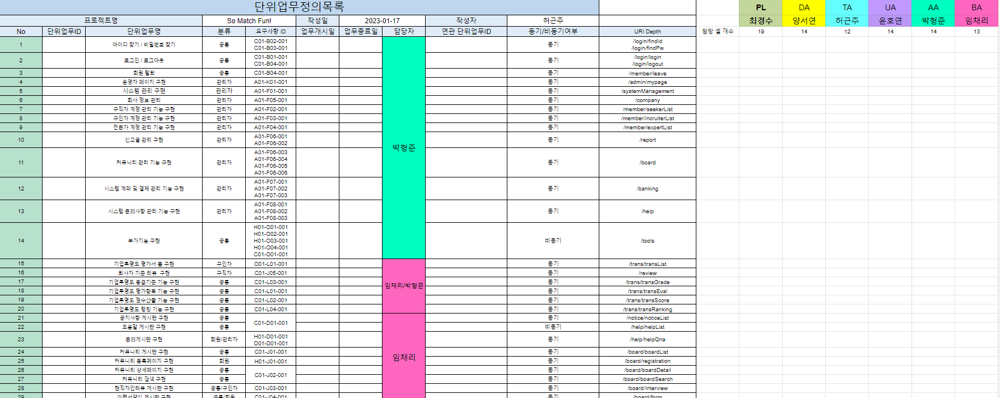 단위업무정의목록
PL DA TA UA AA BA
프로젝트명 So Match Fun! 작성일 2023-01-17 작성자 허근주
최경수 양서연 허근주 윤호연 박형준 임채리
No 단위업무ID 단위업무명 분류 요구사항 ID 업무개시일 업무종료일 담당자 연관 단위업무ID 동기/비동기여부 URI Depth
담당 셀 개수 19 14 12 14 14 13
1 아이디 찾기 / 비밀번호 찾기 공통 C01-B02-001
C01-B03-001 동기 /login/findId
/login/findPw
2 로그인 / 로그아웃 공통 C01-B01-001
C01-B04-001 동기 /login/login
/login/logout
3 회원 탈퇴 공통 C01-B04-001 동기 /member/leave
4 운영자 페이지 구현 관리자 A01-K01-001 동기 /admin/mypage
5 시스템 관리 구현 관리자 A01-F01-001 동기 /systemManagement
6 회사 정보 관리 관리자 A01-F05-001 동기 /company
7 구직자 계정 관리 기능 구현 관리자 A01-F02-001 동기 /member/seekerList
8 구인자 계정 관리 기능 구현 관리자 A01-F03-001 동기 /member/incruiterList
9 전문가 계정 관리 기능 구현 관리자 A01-F04-001 동기 /member/expertList
10 신고글 관리 구현 관리자 A01-F06-001
A01-F06-002 동기 /report
박형준
11 커뮤니티 관리 기능 구현 관리자 A01-F06-003
A01-F06-004
A01-F06-005
A01-F06-006 동기 /board
12 시스템 계좌 및 결제 관리 기능 구현 관리자 A01-F07-001
A01-F07-002
A01-F07-003 동기 /banking
13 시스템 문의사항 관리 기능 구현 관리자 A01-F08-001
A01-F08-002
A01-F08-003 동기 /help
14 부가기능 구현 공통 H01-O01-001
H01-O02-001
H01-O03-001
H01-O04-001
C01-O01-001 비동기 /tools
15 기업투명도 평가서 폼 구현 구인자 O01-L01-001 동기 /trans/transList
16 퇴사자 기준 리뷰 구현 구직자 C01-J05-001 동기 /review
17 기업투명도 등급기준 기능 구현 공통 C01-L03-001 동기 /trans/transGrade
임채리/박형준
18 기업투명도 평가항목 기능 구현 공통 C01-L01-001 동기 /trans/transEval
19 기업투명도 점수산출 기능 구현 공통 C01-L02-001 동기 /trans/transScore
20 기업투명도 랭킹 기능 구현 공통 C01-L04-001 동기 /trans/transRanking
21 공지사항 게시판 구현 공통 C01-D01-001 동기 /notice/noticeList
22 도움말 게시판 구현 공통 비동기 /help/helpList
23 문의게시판 구현 회원/관리자 H01-D01-001
O01-D01-001 동기 /help/helpQna
24 커뮤니티 게시판 구현 공통 C01-J01-001 동기 /board/boardList
임채리
25 커뮤니티 등록페이지 구현 회원 H01-J01-001 동기 /board/registration
26 커뮤니티 상세페이지 구현 공통 C01-J02-001 동기 /board/boardDetail
27 커뮤니티 검색 구현 공통 동기 /board/boardSearch
28 현직자인터뷰 게시판 구현 공통/구인자 C01-J03-001 동기 /board/Interview
29 이력서양식 게시판 구현 공통/회원 C01-J04-001 동기 /board/form